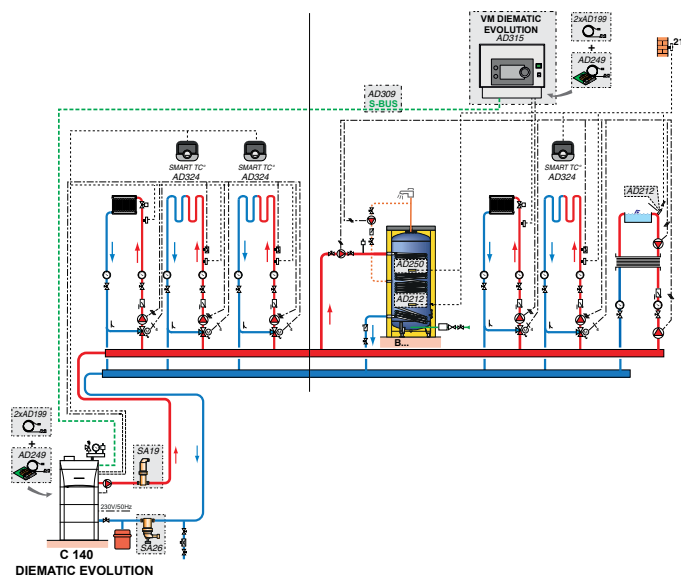 VM DIEMATIC
EVOLUTION
AD315
2xAD199
+
AD249
21
AD309
S-BUS
SMART TC°
AD324
SMART TC°
AD324
SMART TC°
AD324
AD212
AD250
AD212
B...
2xAD199
+
AD249
SA19
230V/50Hz
SA26
C 140
DIEMATIC EVOLUTION